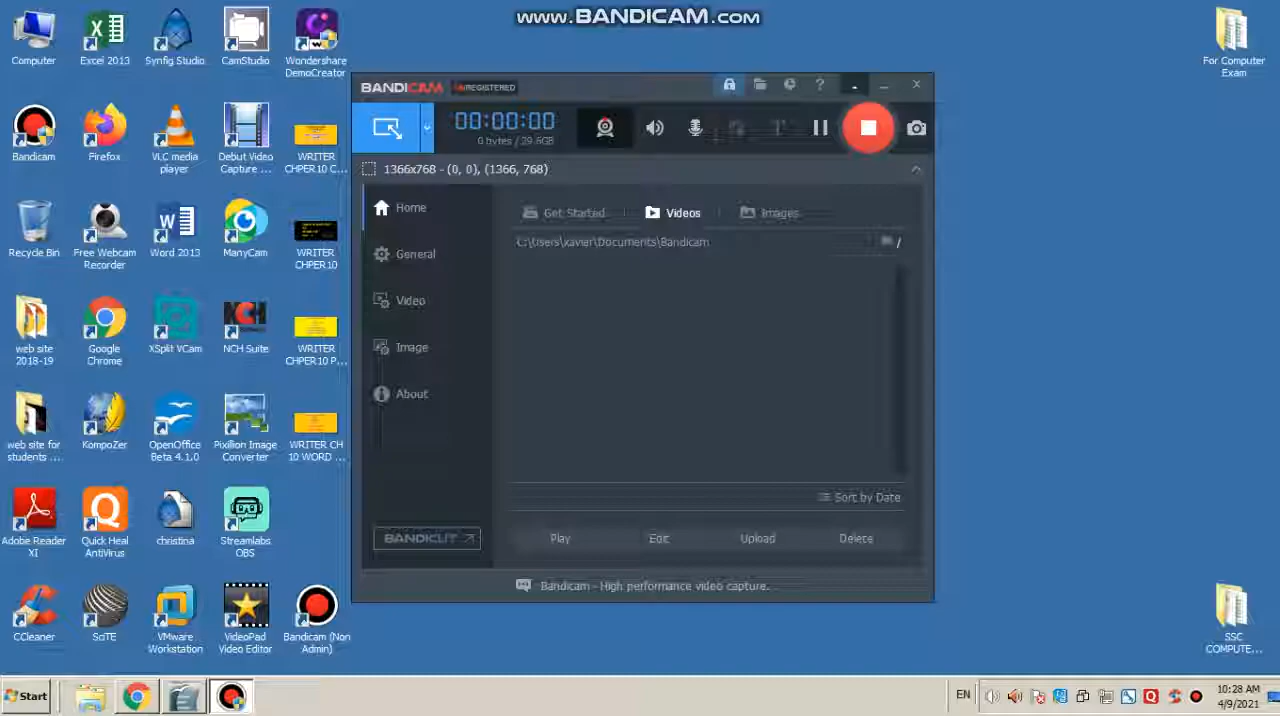 www.BANDICAM.com
Computer
Excel 2013
Synfig Studio
CamStudio
Wondershare
DemoCreator
For Computer
Exam
BANDICAM UNREGISTERED
?
00:00:00
0 bytes / 29.6GB
1366x768 - (0, 0), (1366, 768)
Bandicam
Firefox
VLC media
player
Debut Video
Capture ...
WRITER
CHPER10 C...
Home
Get Started
Videos
Images
C:\Users\xavier\Documents\Bandicam
Recycle Bin
Free Webcam
Recorder
Word 2013
ManyCam
WRITER
CHPER10
General
Video
Image
About
web site
2018-19
Google
Chrome
XSplit VCam
NCH Suite
WRITER
CHPER10 P...
web site for
students ...
KompoZer
OpenOffice
Beta 4.1.0
Pixillion Image
Converter
WRITER CH
10 WORD ...
Sort by Date
BANDICUT
Play
Edit
Upload
Delete
Adobe Reader
XI
Quick Heal
AntiVirus
christina
Streamlabs
OBS
Bandicam - High performance video capture.
CCleaner
SciTE
VMware
Workstation
VideoPad
Video Editor
Bandicam (Non
Admin)
SSC
COMPUTE...
Start
EN
10:28 AM
4/9/2021